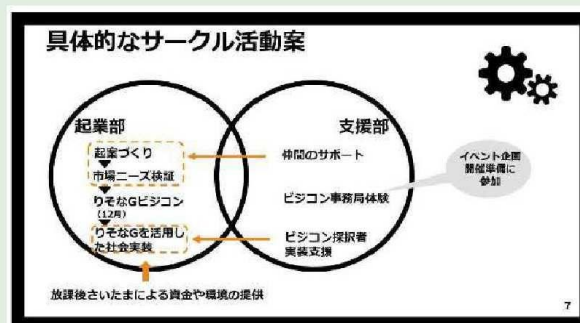 具体的なサークル活動案
起業部
起案づくり
市場ニーズ検証
りそなGビジコン
(12月)
りそなGを活用し
た社会実装
支援部
仲間のサポート
ビジコン事務局体験
ビジコン採択者
実装支援
イベント企画
開催準備に
参加
放課後さいたまによる資金や環境の提供
7